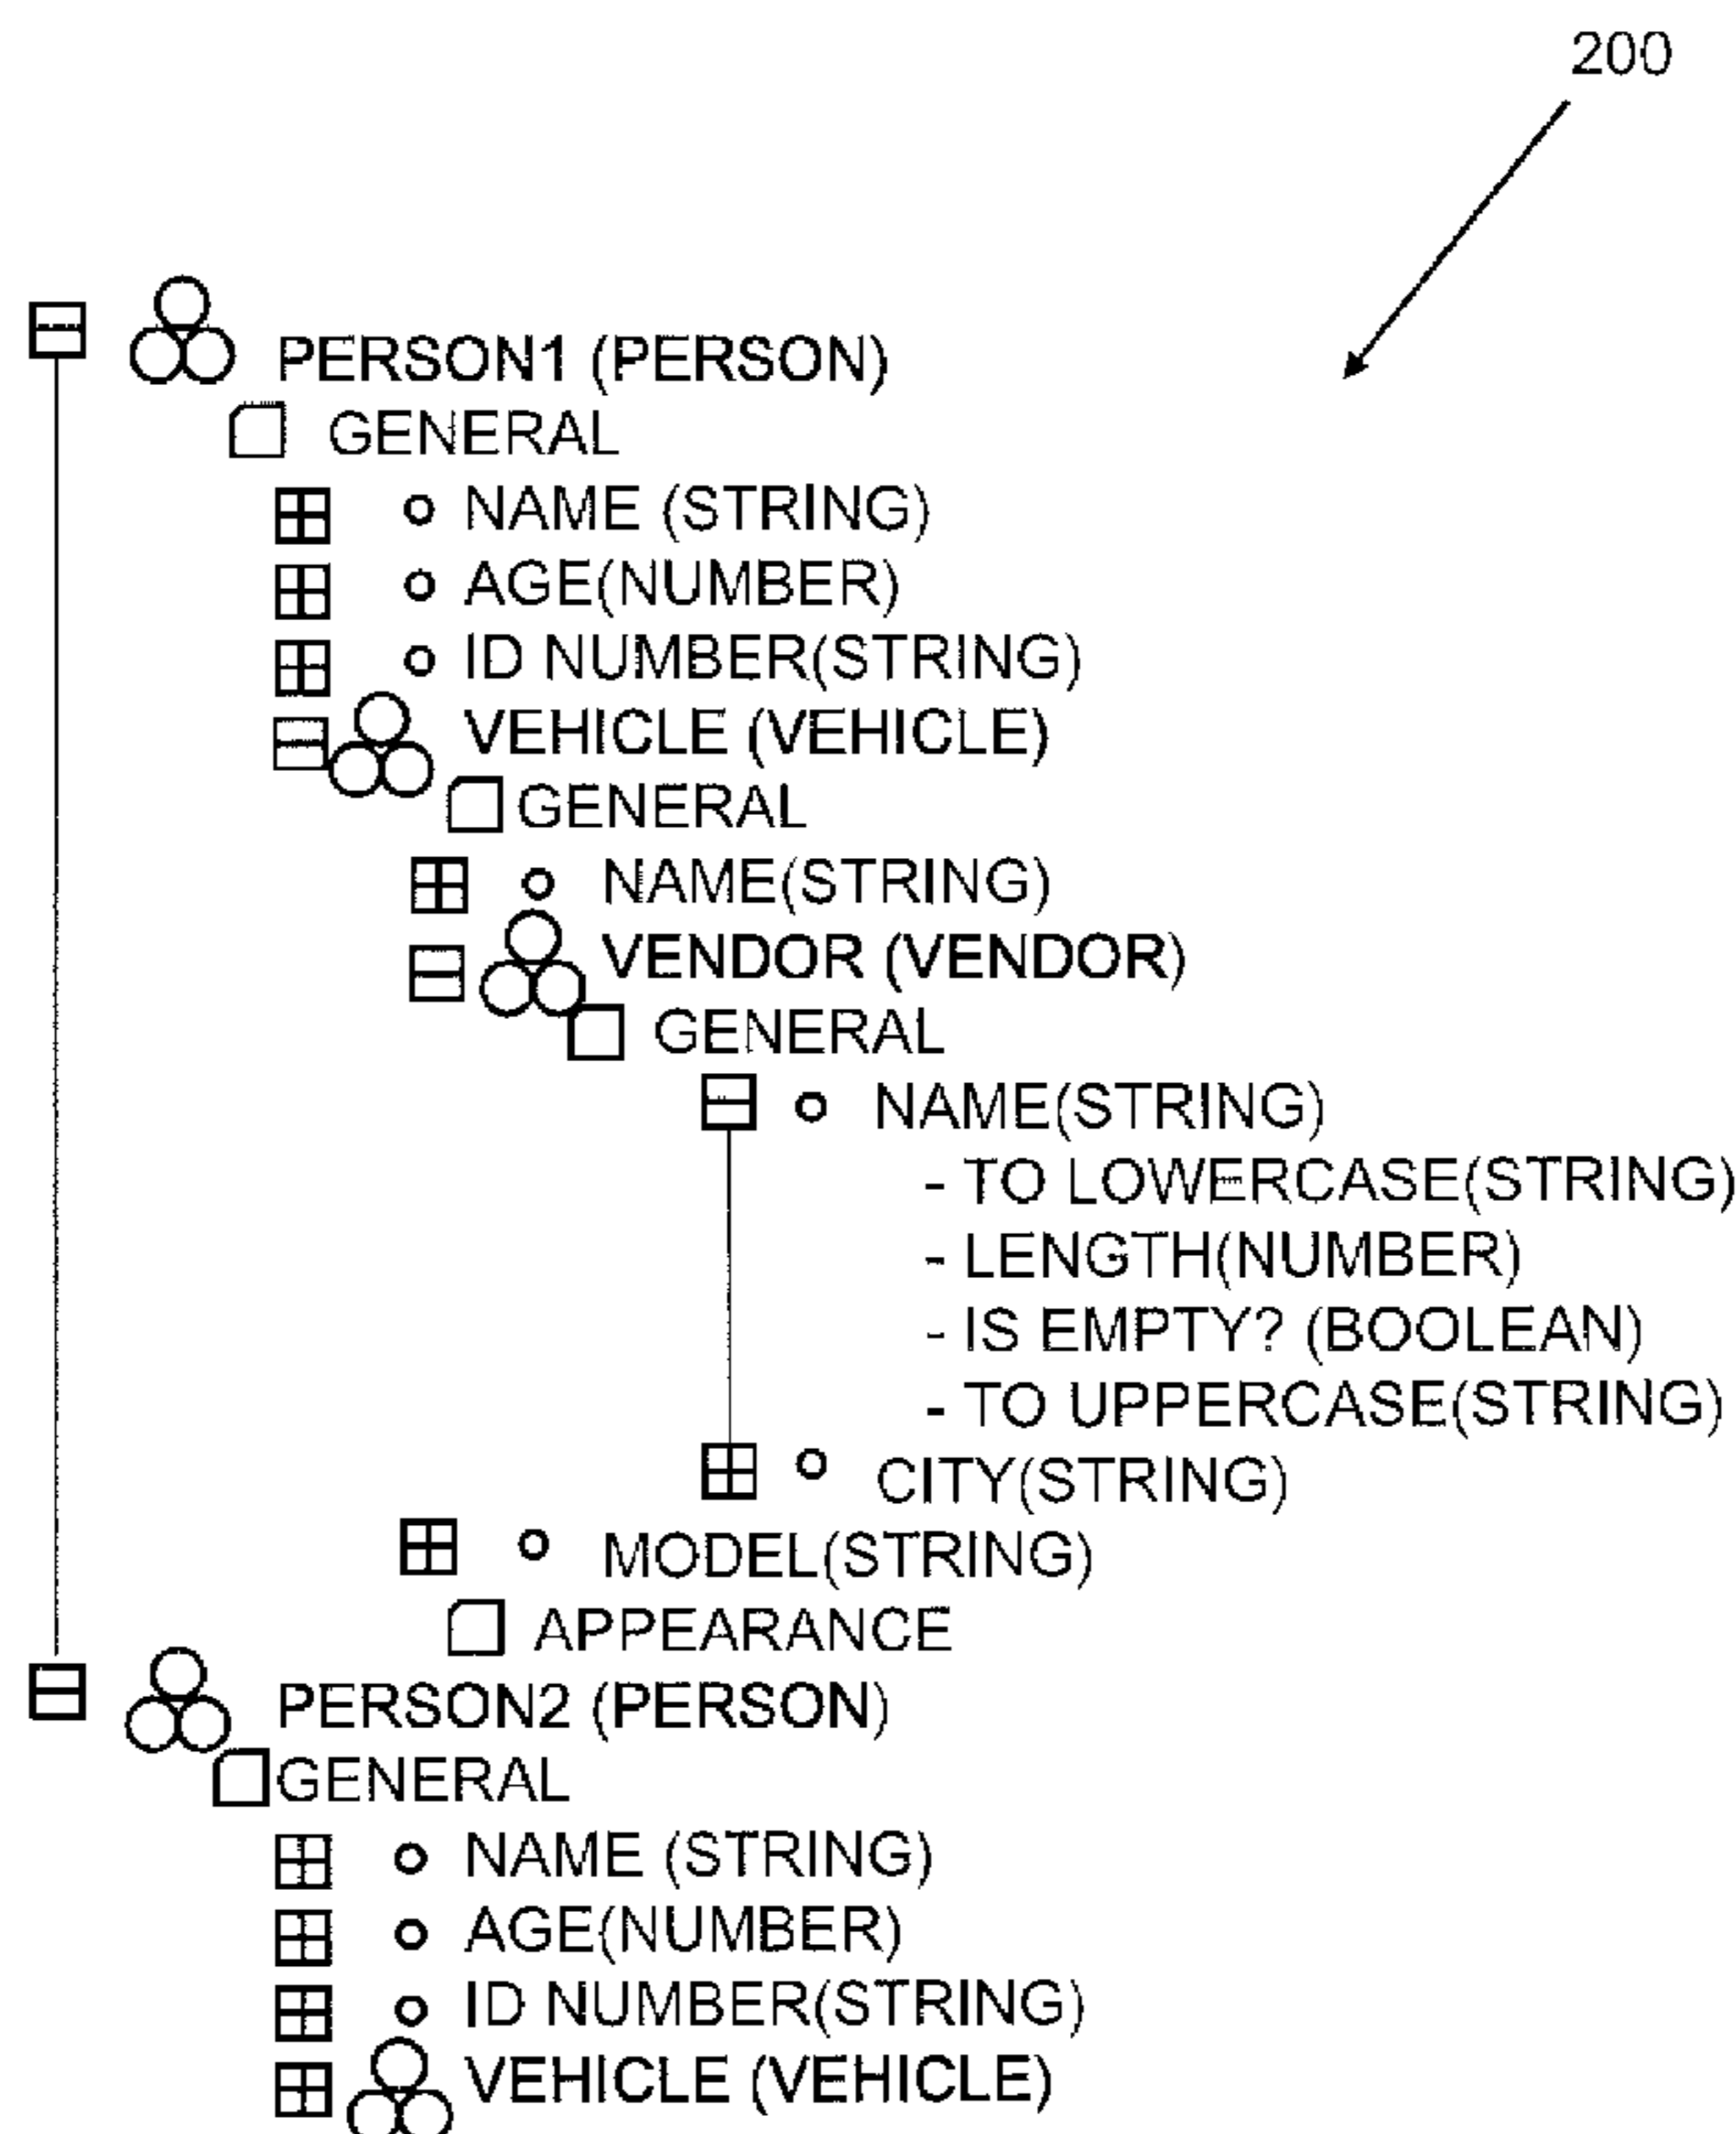 200
PERSON1 (PERSON)
GENERAL
NAME (STRING)
AGE(NUMBER)
ID NUMBER(STRING)
VEHICLE (VEHICLE)
GENERAL
NAME(STRING)
VENDOR (VENDOR)
GENERAL
NAME(STRING)
- TO LOWERCASE(STRING)
- LENGTH(NUMBER)
- IS EMPTY? (BOOLEAN)
- TO UPPERCASE(STRING)
CITY(STRING)
MODEL(STRING)
APPEARANCE
PERSON2 (PERSON)
GENERAL
NAME (STRING)
AGE(NUMBER)
ID NUMBER(STRING)
VEHICLE (VEHICLE)